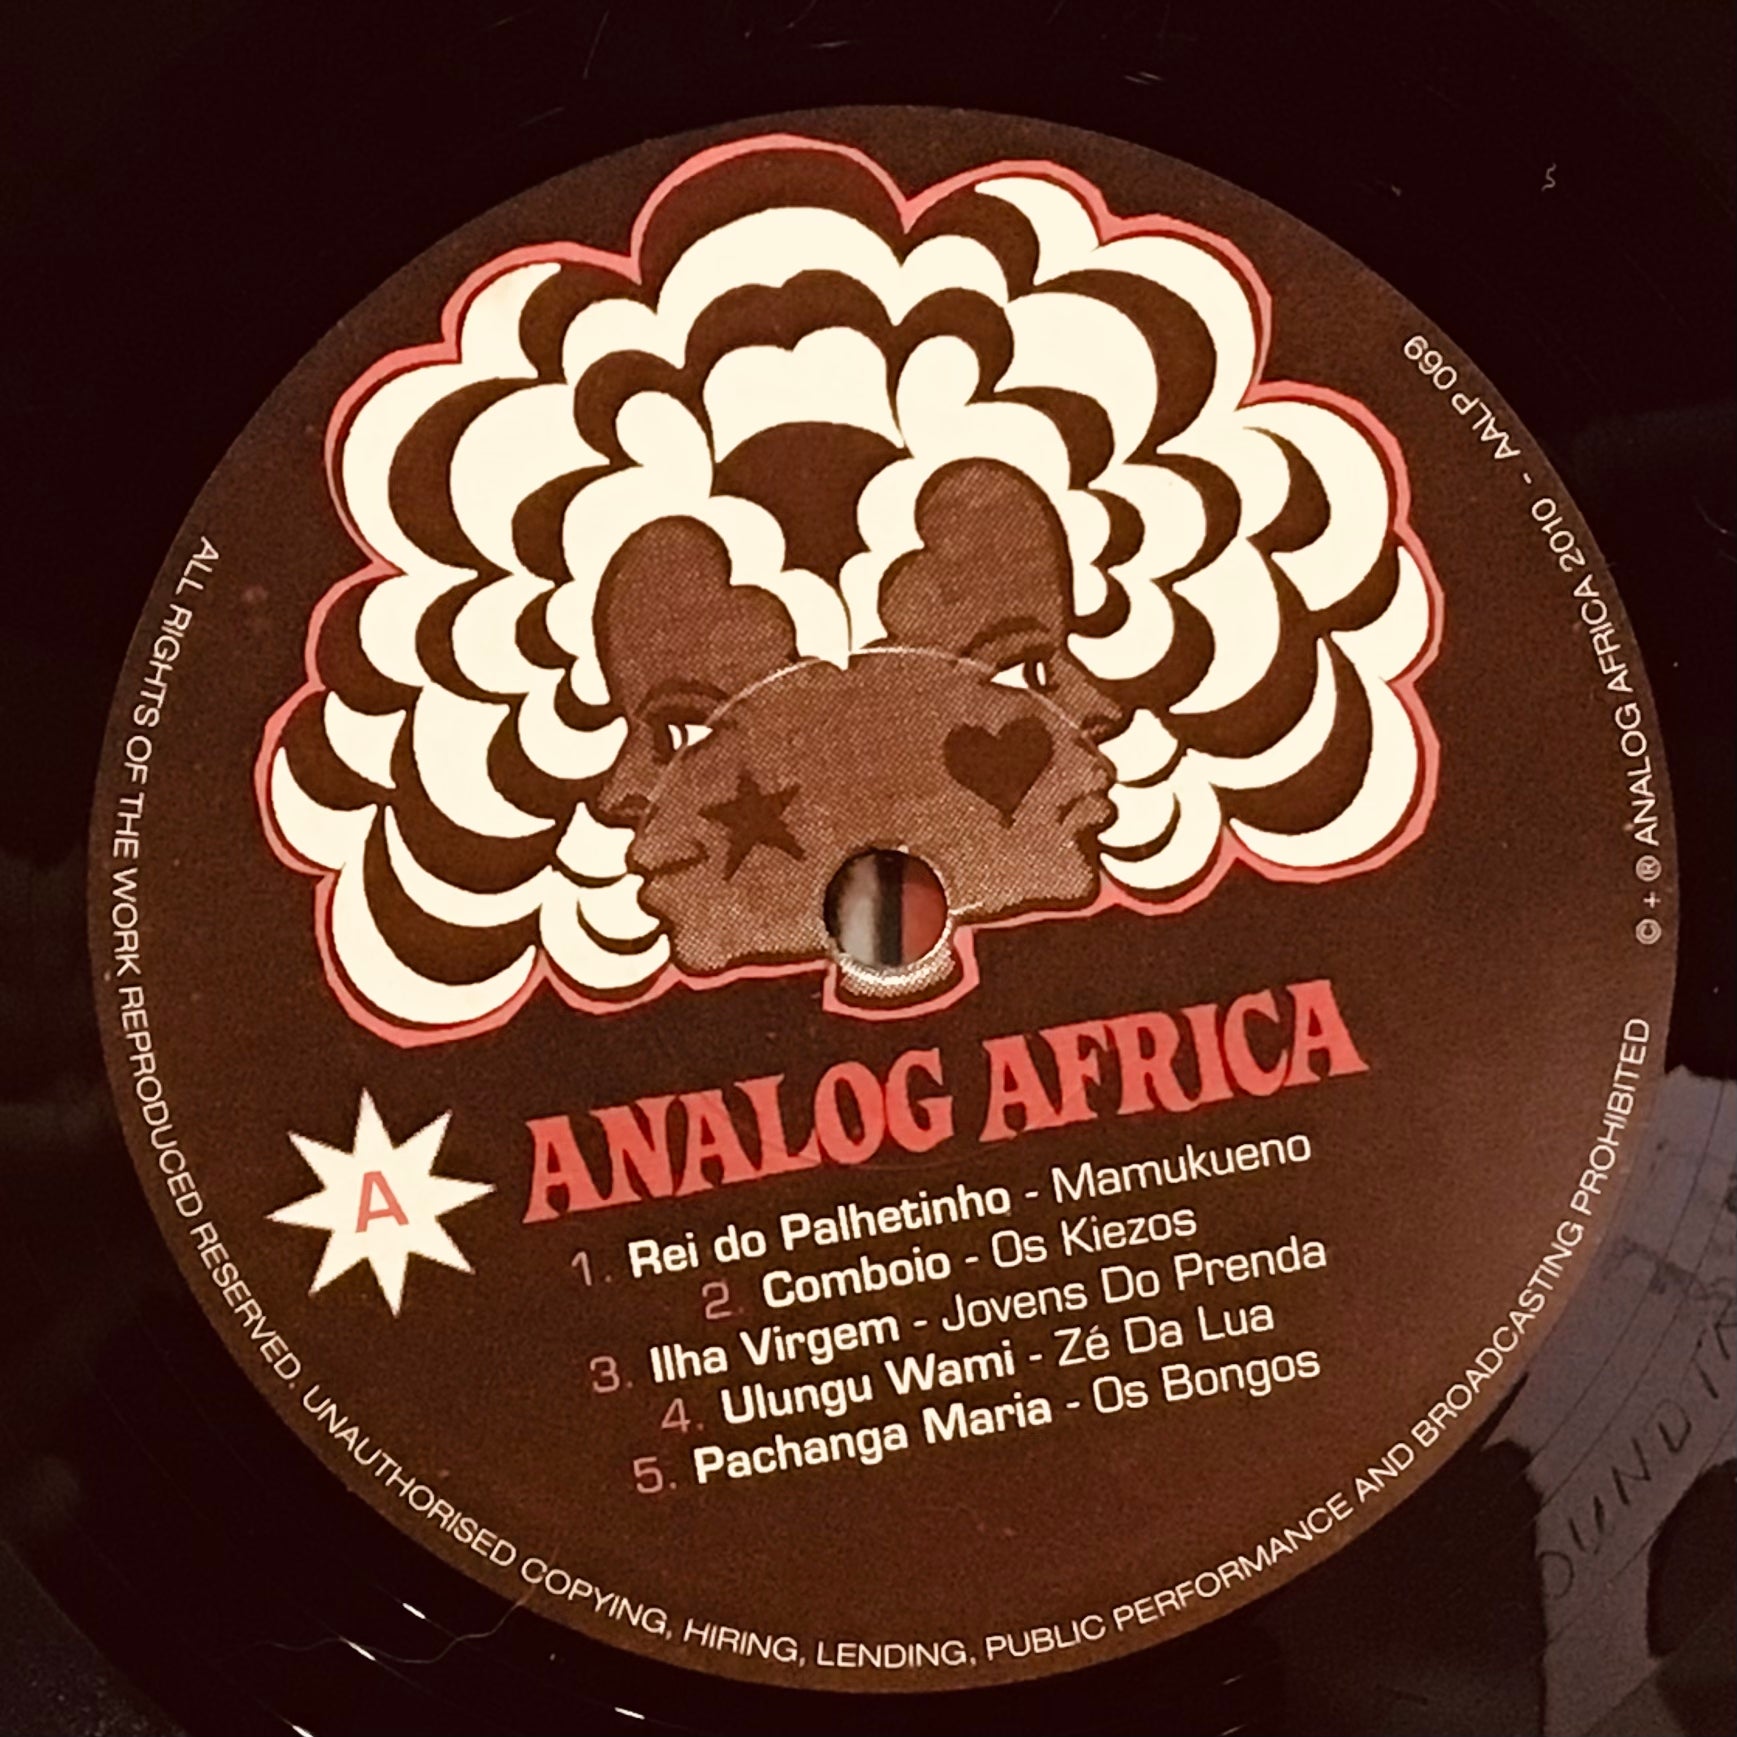 ANALOG AFRICA
A
1. Rei do Palhetinho - Mamukueno
2. Comboio - Os Kiezos
3. Ilha Virgem - Jovens Do Prenda
4. Ulungu Wami - Zé Da Lua
5. Pachanga Maria - Os Bongos
ALL RIGHTS OF THE WORK REPRODUCED RESERVED. UNAUTHORISED COPYING, HIRING, LENDING, PUBLIC PERFORMANCE AND BROADCASTING PROHIBITED
© + ® ANALOG AFRICA 2010 - AALP 069